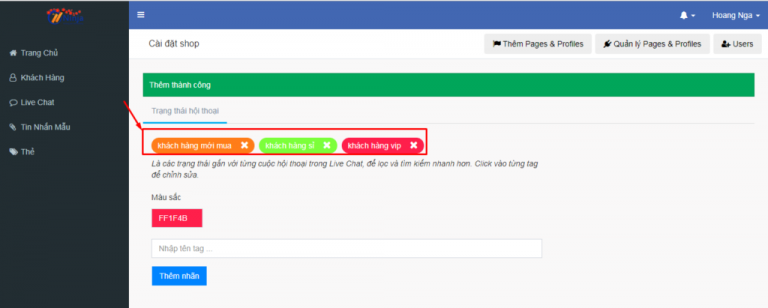 Hoang Nga
Cài đặt shop
Thêm Pages & Profiles
Quản lý Pages & Profiles
Users
Trang Chủ
Khách Hàng
Live Chat
Tin Nhắn Mẫu
Thẻ
Thêm thành công
Trạng thái hội thoại
khách hàng mới mua
khách hàng sỉ
khách hàng vip
Là các trạng thái gắn với từng cuộc hội thoại trong Live Chat, để lọc và tìm kiếm nhanh hơn. Click vào từng tag
để chỉnh sửa.
Màu sắc
FF1F4B
Nhập tên tag ...
Thêm nhãn